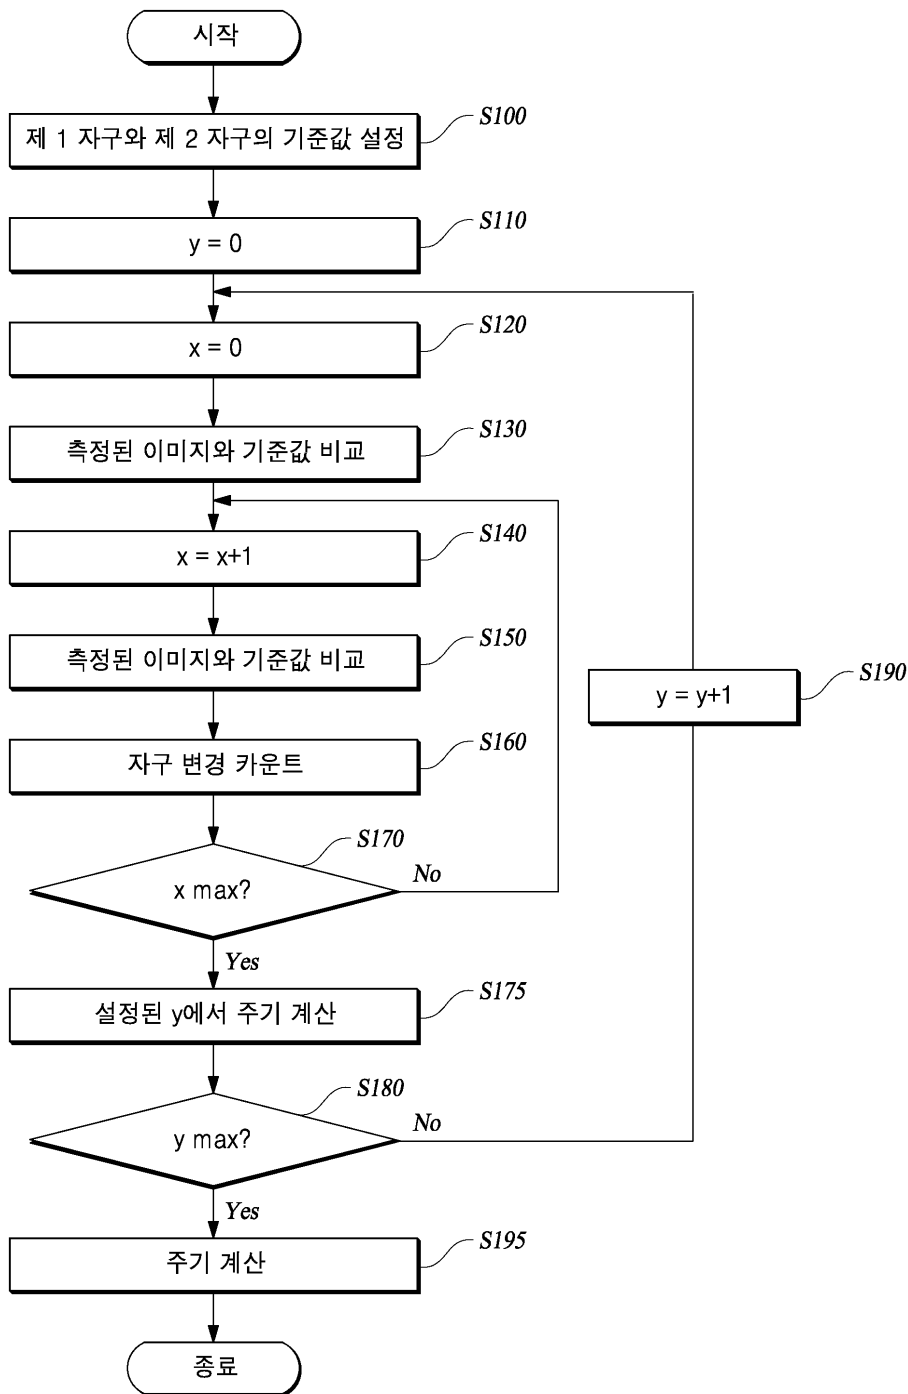 시작
제 1 자구와 제 2 자구의 기준값 설정
S100
y = 0
S110
x = 0
S120
측정된 이미지와 기준값 비교
S130
x = x+1
S140
측정된 이미지와 기준값 비교
S150
y = y+1
S190
자구 변경 카운트
S160
x max?
S170
No
Yes
설정된 y에서 주기 계산
S175
y max?
S180
No
Yes
주기 계산
S195
종료